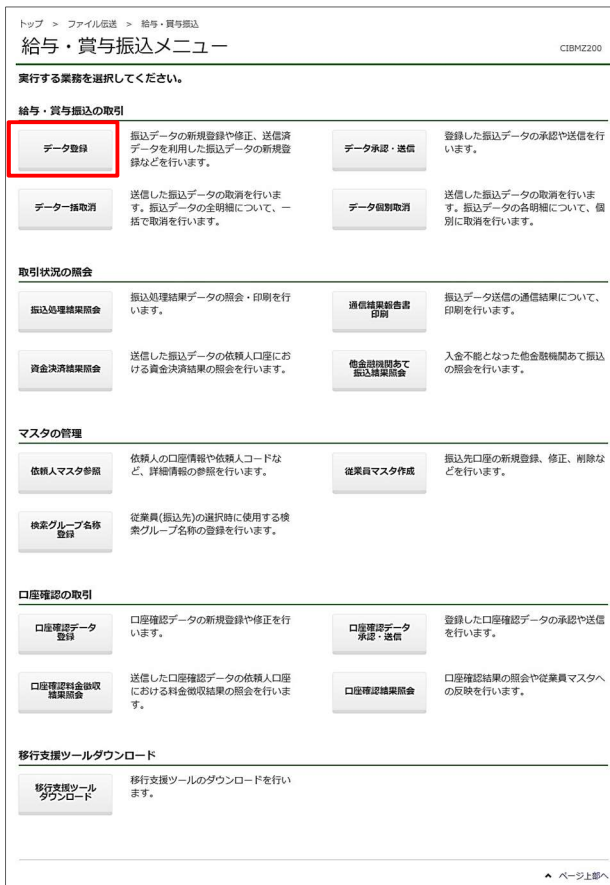 トップ > ファイル伝送 > 給与・賞与振込
給与・賞与振込メニュー
CIBMZ200
実行する業務を選択してください。
給与・賞与振込の取引
データ登録
振込データの新規登録や修正、送信済
データを利用した振込データの新規登
録などを行います。
データ承認・送信
登録した振込データの承認や送信を行
います。
データ一括取消
送信した振込データの取消を行いま
す。振込データの全明細について、一
括で取消を行います。
データ個別取消
送信した振込データの取消を行いま
す。振込データの各明細について、個
別に取消を行います。
取引状況の照会
振込処理結果照会
振込処理結果データの照会・印刷を行
います。
通信結果報告書
印刷
振込データ送信の通信結果について、
印刷を行います。
資金決済結果照会
送信した振込データの依頼人口座にお
ける資金決済結果の照会を行います。
他金融機関あて
振込結果照会
入金不能となった他金融機関あて振込
の照会を行います。
マスタの管理
依頼人マスタ参照
依頼人の口座情報や依頼人コードな
ど、詳細情報の参照を行います。
従業員マスタ作成
振込先口座の新規登録、修正、削除な
どを行います。
検索グループ名称
登録
従業員(振込先)の選択時に使用する検
索グループ名称の登録を行います。
口座確認の取引
口座確認データ
登録
口座確認データの新規登録や修正を行
います。
口座確認データ
承認・送信
登録した口座確認データの承認や送信
を行います。
口座確認料金徴収
結果照会
送信した口座確認データの依頼人口座
における料金徴収結果の照会を行いま
す。
口座確認結果照会
口座確認結果の照会や従業員マスタへ
の反映を行います。
移行支援ツールダウンロード
移行支援ツール
ダウンロード
移行支援ツールのダウンロードを行い
ます。
ページ上部へ